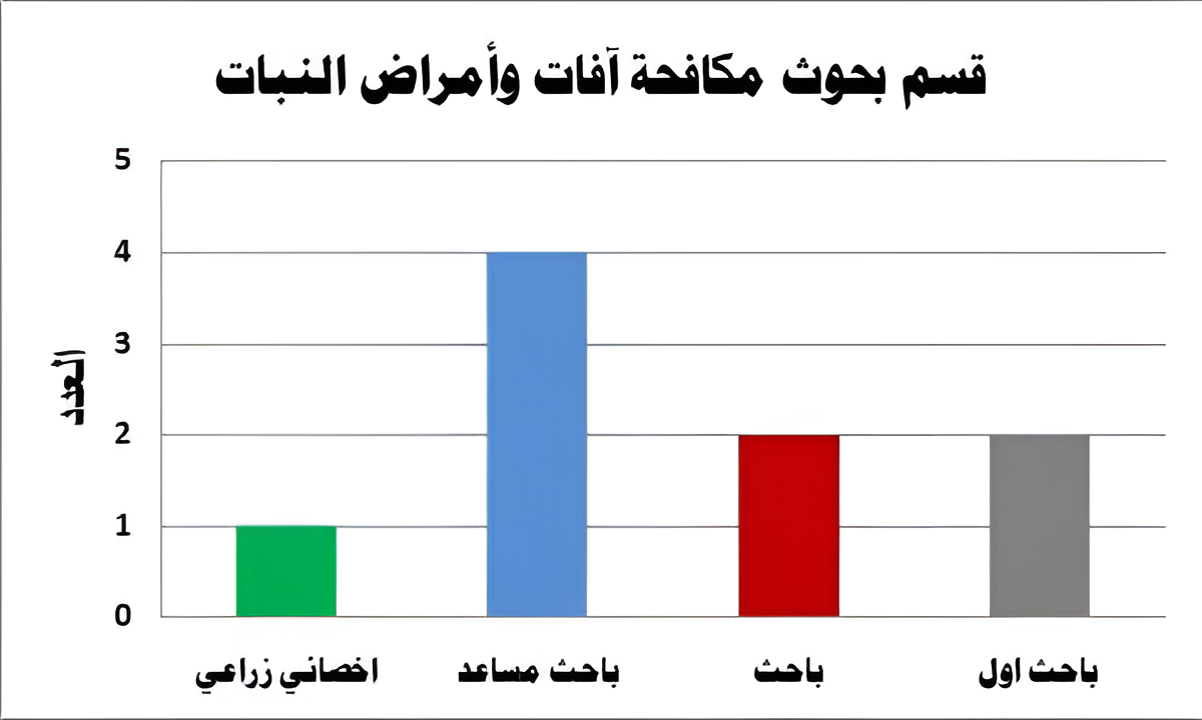 قسم بحوث مكافحة آفات وأمراض النبات
5
4
3
2
1
0
العدد
اخصائي زراعي
باحث مساعد
باحث
باحث اول